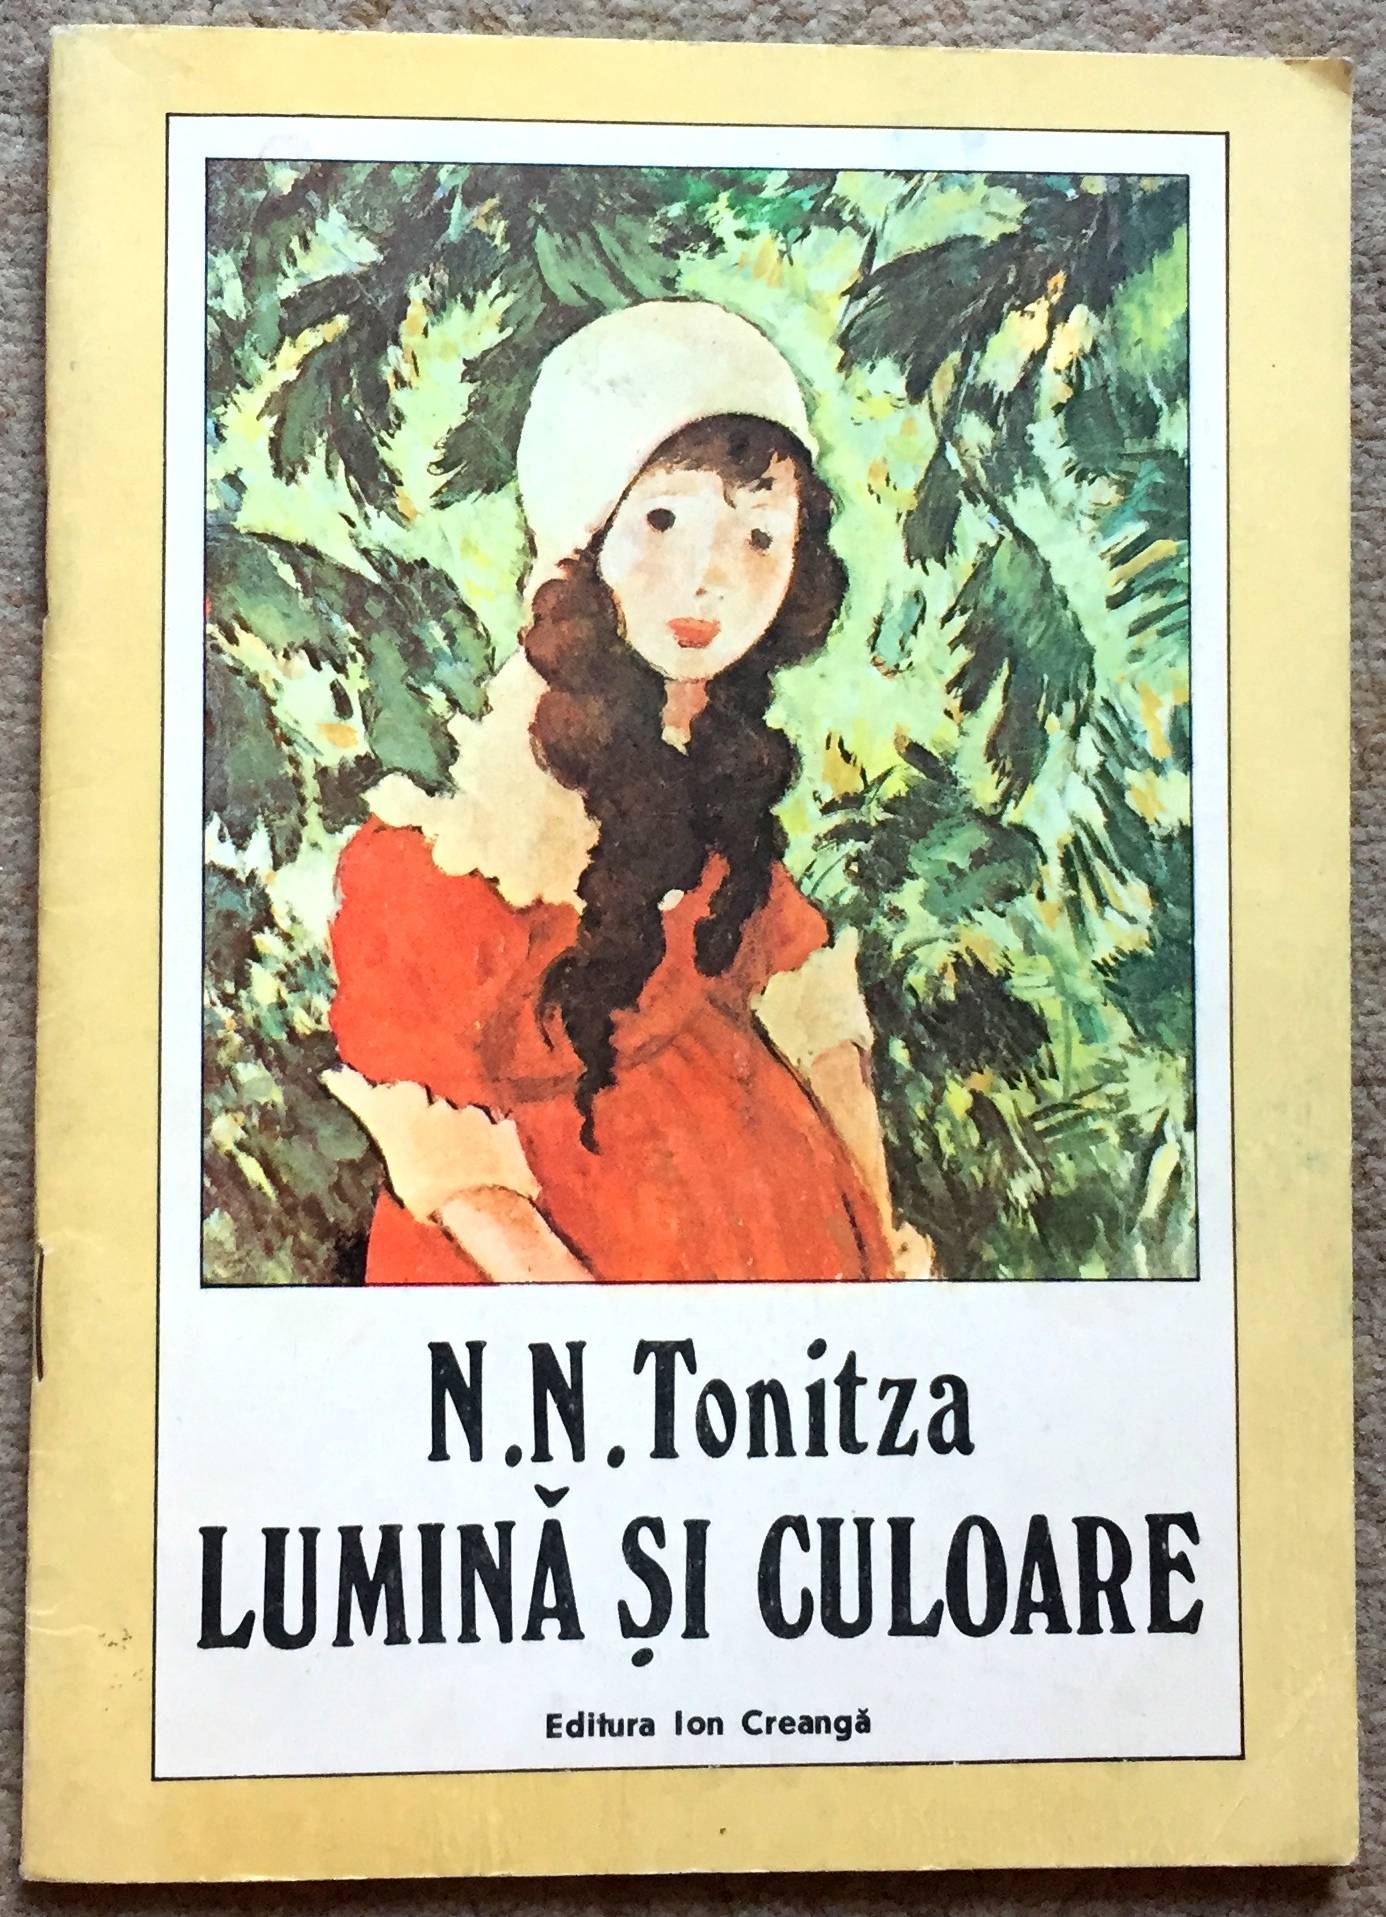 N.N.Tonitza
LUMINĂ ȘI CULOARE
Editura Ion Creangă